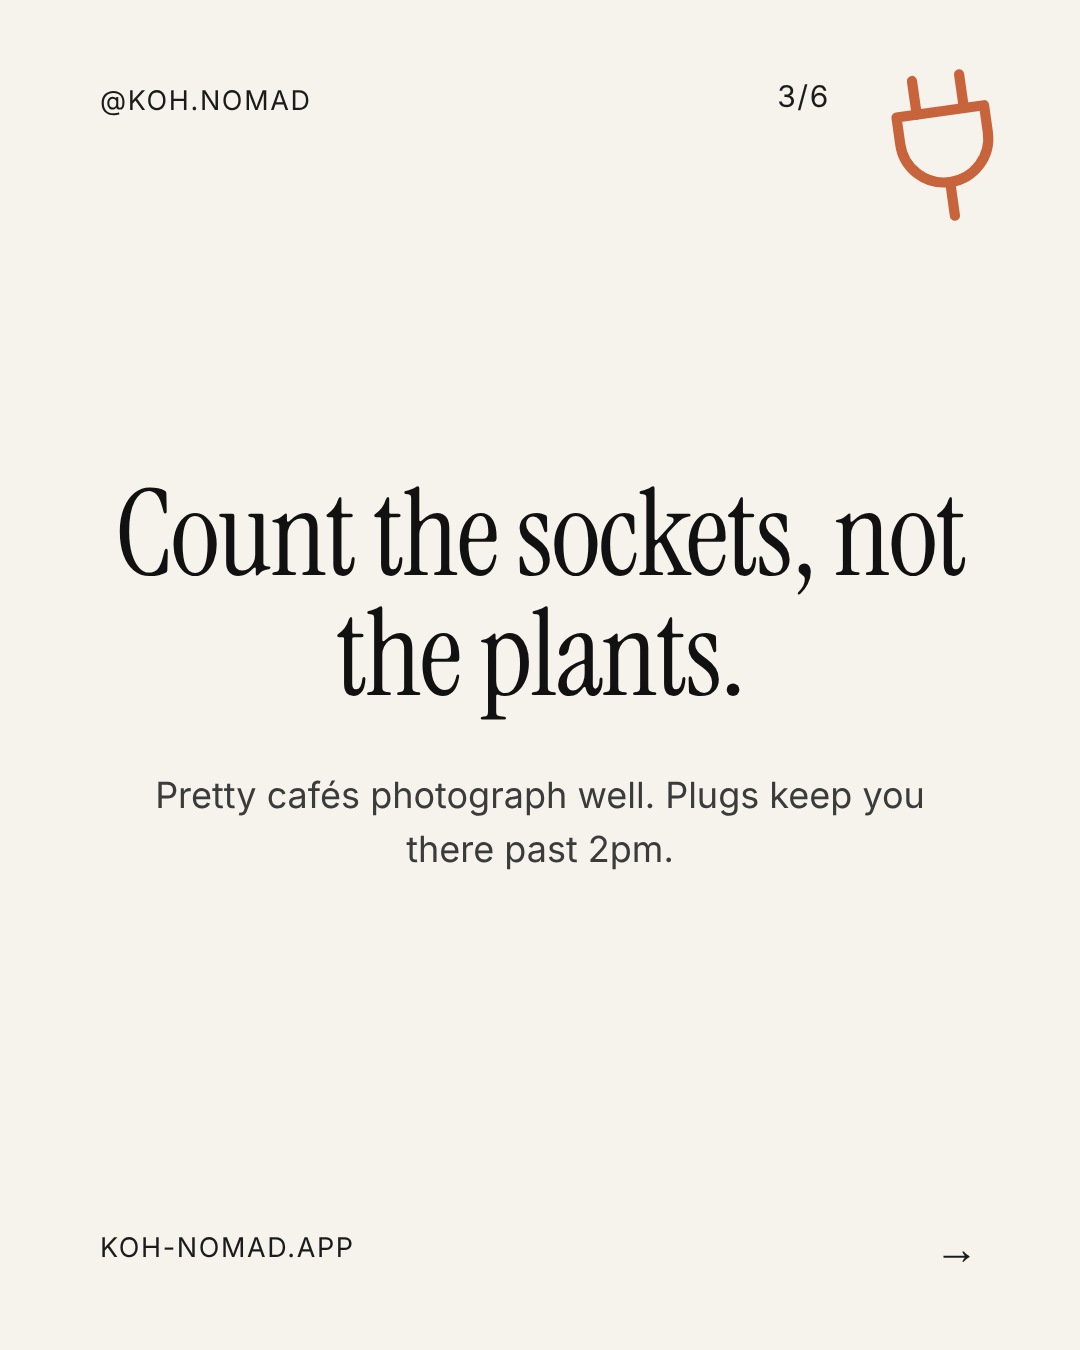 @KOH.NOMAD
3/6
Count the sockets, not
the plants.
Pretty cafés photograph well. Plugs keep you
there past 2pm.
KOH-NOMAD.APP
→